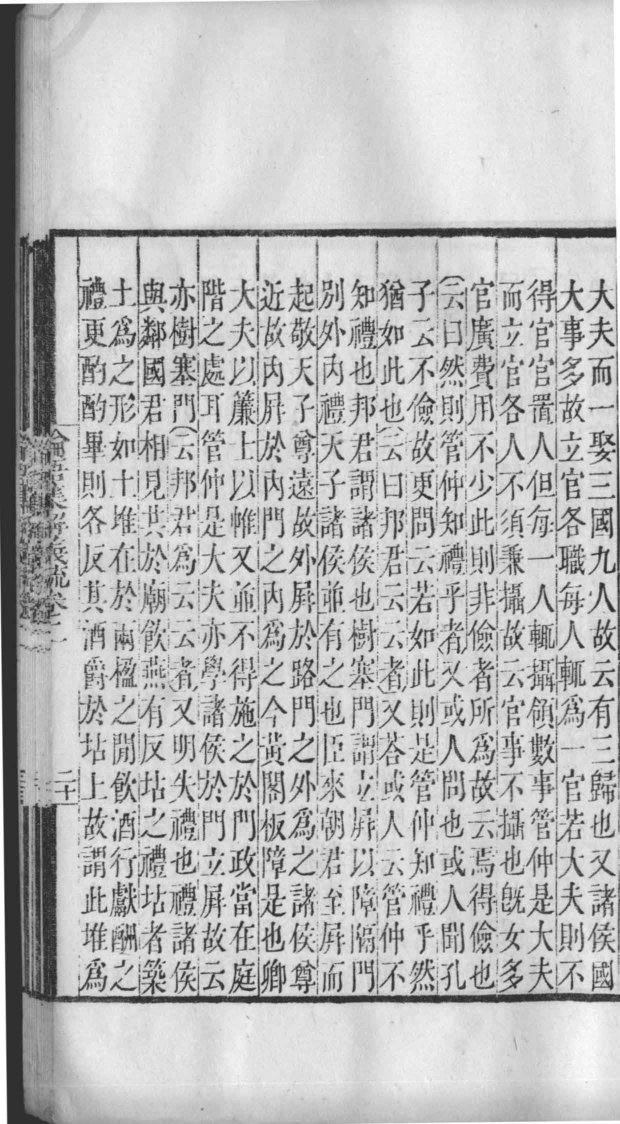 大夫而一娶三國九人故云有三歸也又諸侯國
大事多故立官各職每人輒爲一官若大夫則不
得官官置人但每一人輒攝領數事管仲是大夫
而立官各人不須兼攝故云官事不攝也旣女多
官廣費用不少此則非儉者所爲故云焉得儉也
(云曰然則管仲知禮乎者)又或人問也或人聞孔
子云不儉故更問云若如此則是管仲知禮乎然
猶如此也(云曰邦君云云者)又荅或人云管仲不
知禮也邦君謂諸侯也樹塞門謂立屏以障隔門
別外內禮天子諸侯並有之也臣來朝君至屏而
起敬天子尊遠故外屏於路門之外爲之諸侯尊
近故內屏於內門之內爲之今黃閣板障是也卿
大夫以簾士以帷又並不得施之於門政當在庭
階之處耳管仲是大夫亦學諸侯於門立屏故云
亦樹塞門(云邦君爲云云者)又明失禮也禮諸侯
與鄰國君相見共於廟飮燕有反坫之禮坫者築
土爲之形如土堆在於兩楹之閒飮酒行獻酬之
禮更酌酌畢則各反其酒爵於坫上故謂此堆爲
論語集解義疏卷二
二十